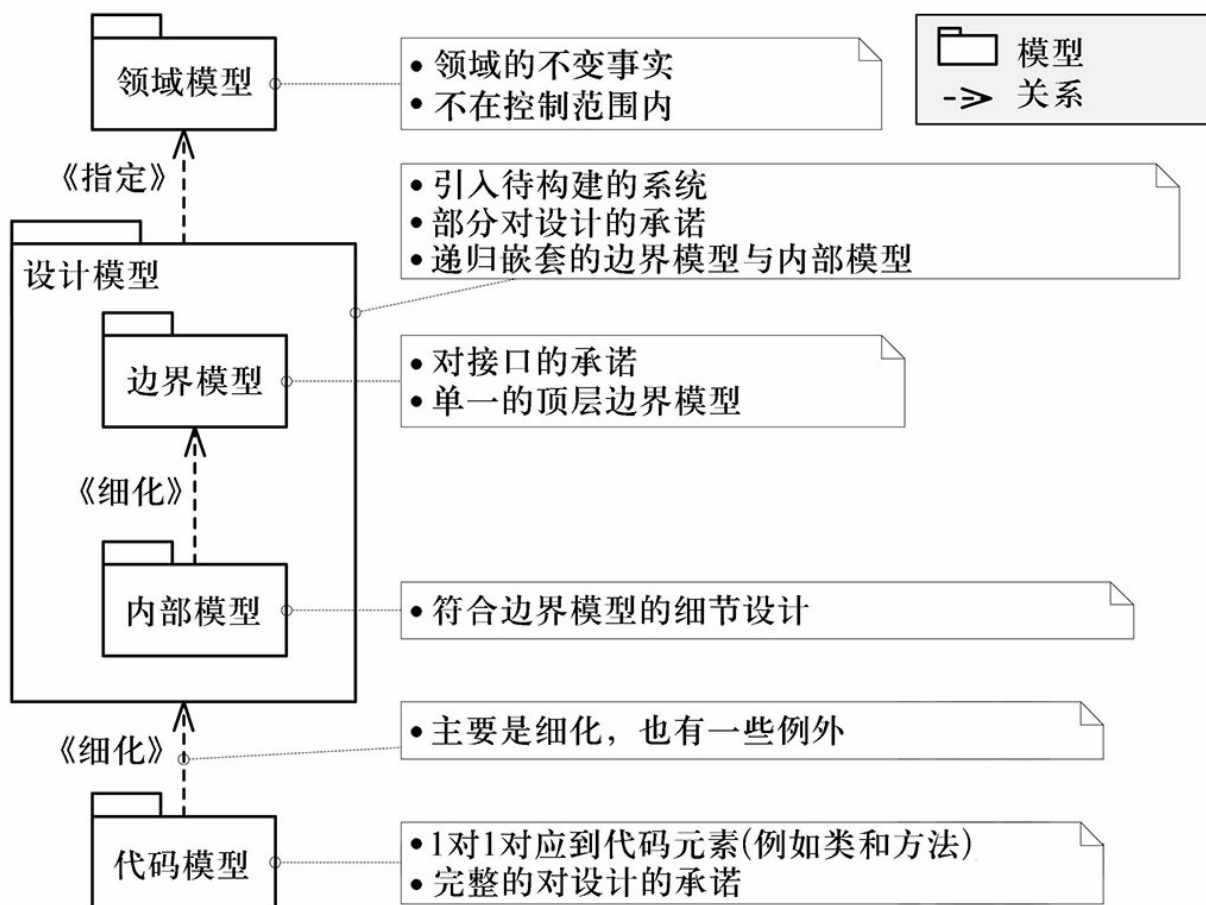 领域模型
• 领域的不变事实
• 不在控制范围内
模型
关系
《指定》
• 引入待构建的系统
• 部分对设计的承诺
• 递归嵌套的边界模型与内部模型
设计模型
边界模型
• 对接口的承诺
• 单一的顶层边界模型
《细化》
内部模型
• 符合边界模型的细节设计
《细化》
• 主要是细化，也有一些例外
代码模型
• 1对1对应到代码元素(例如类和方法)
• 完整的对设计的承诺